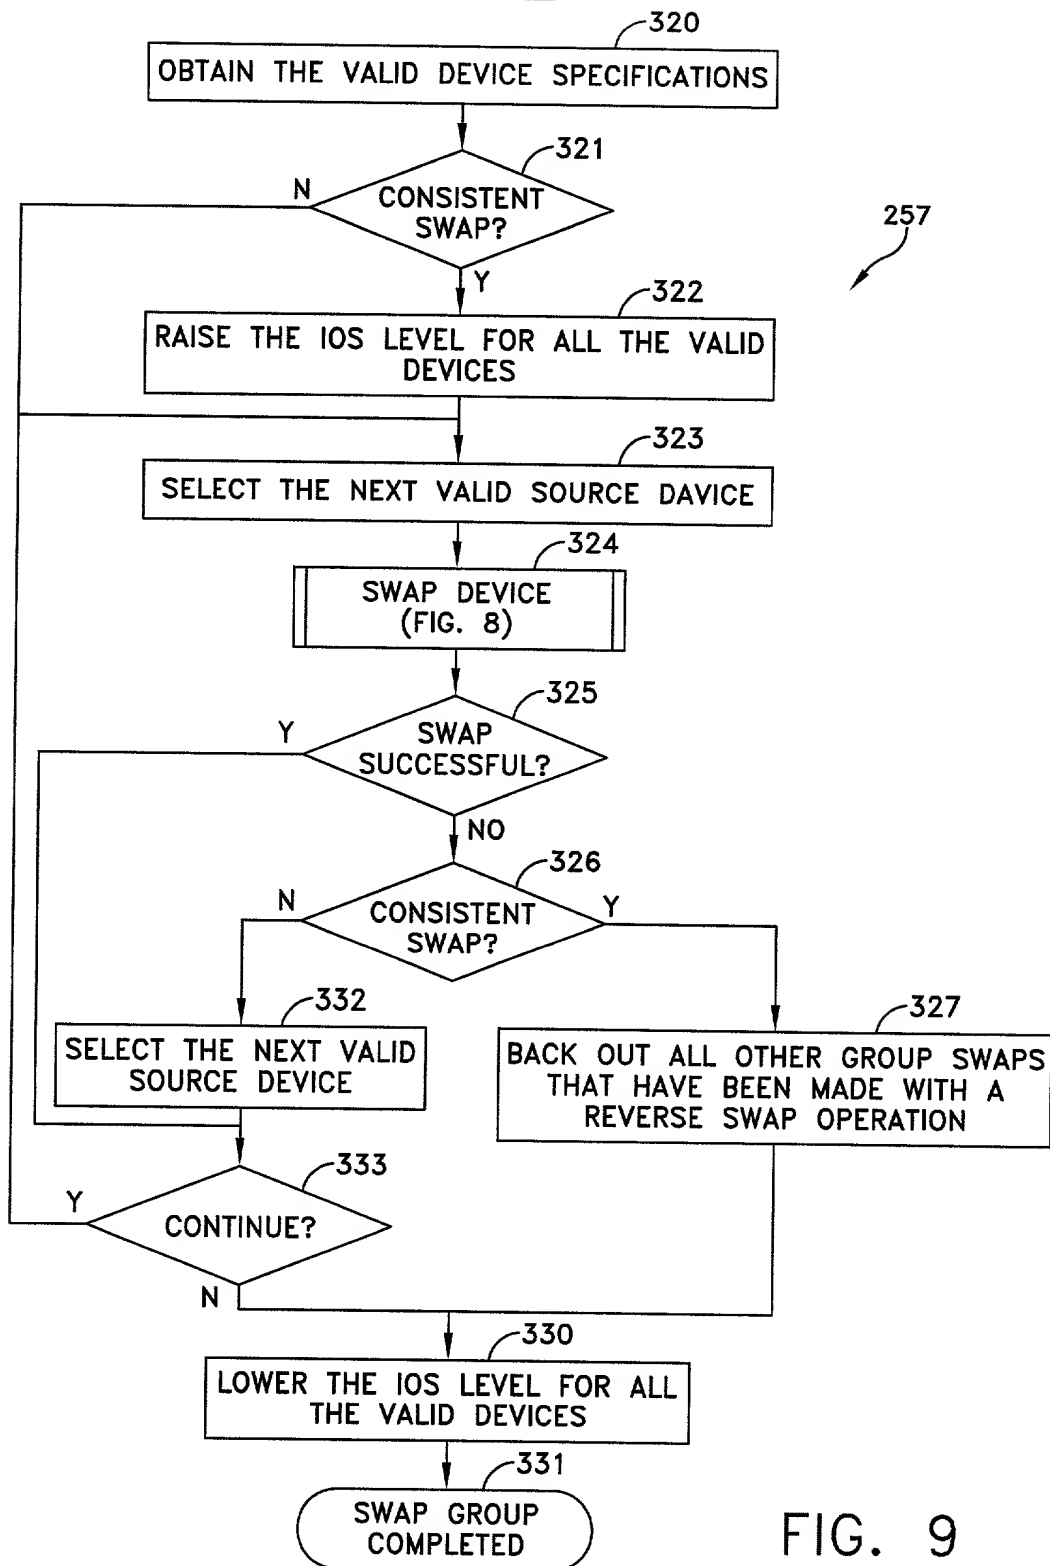 320
OBTAIN THE VALID DEVICE SPECIFICATIONS
321
N
CONSISTENT
SWAP?
257
Y
322
RAISE THE IOS LEVEL FOR ALL THE VALID
DEVICES
323
SELECT THE NEXT VALID SOURCE DAVICE
324
SWAP DEVICE
(FIG. 8)
325
Y
SWAP
SUCCESSFUL?
NO
326
N
CONSISTENT
SWAP?
Y
332
SELECT THE NEXT VALID
SOURCE DEVICE
327
BACK OUT ALL OTHER GROUP SWAPS
THAT HAVE BEEN MADE WITH A
REVERSE SWAP OPERATION
333
Y
CONTINUE?
N
330
LOWER THE IOS LEVEL FOR ALL
THE VALID DEVICES
331
SWAP GROUP
COMPLETED
FIG. 9